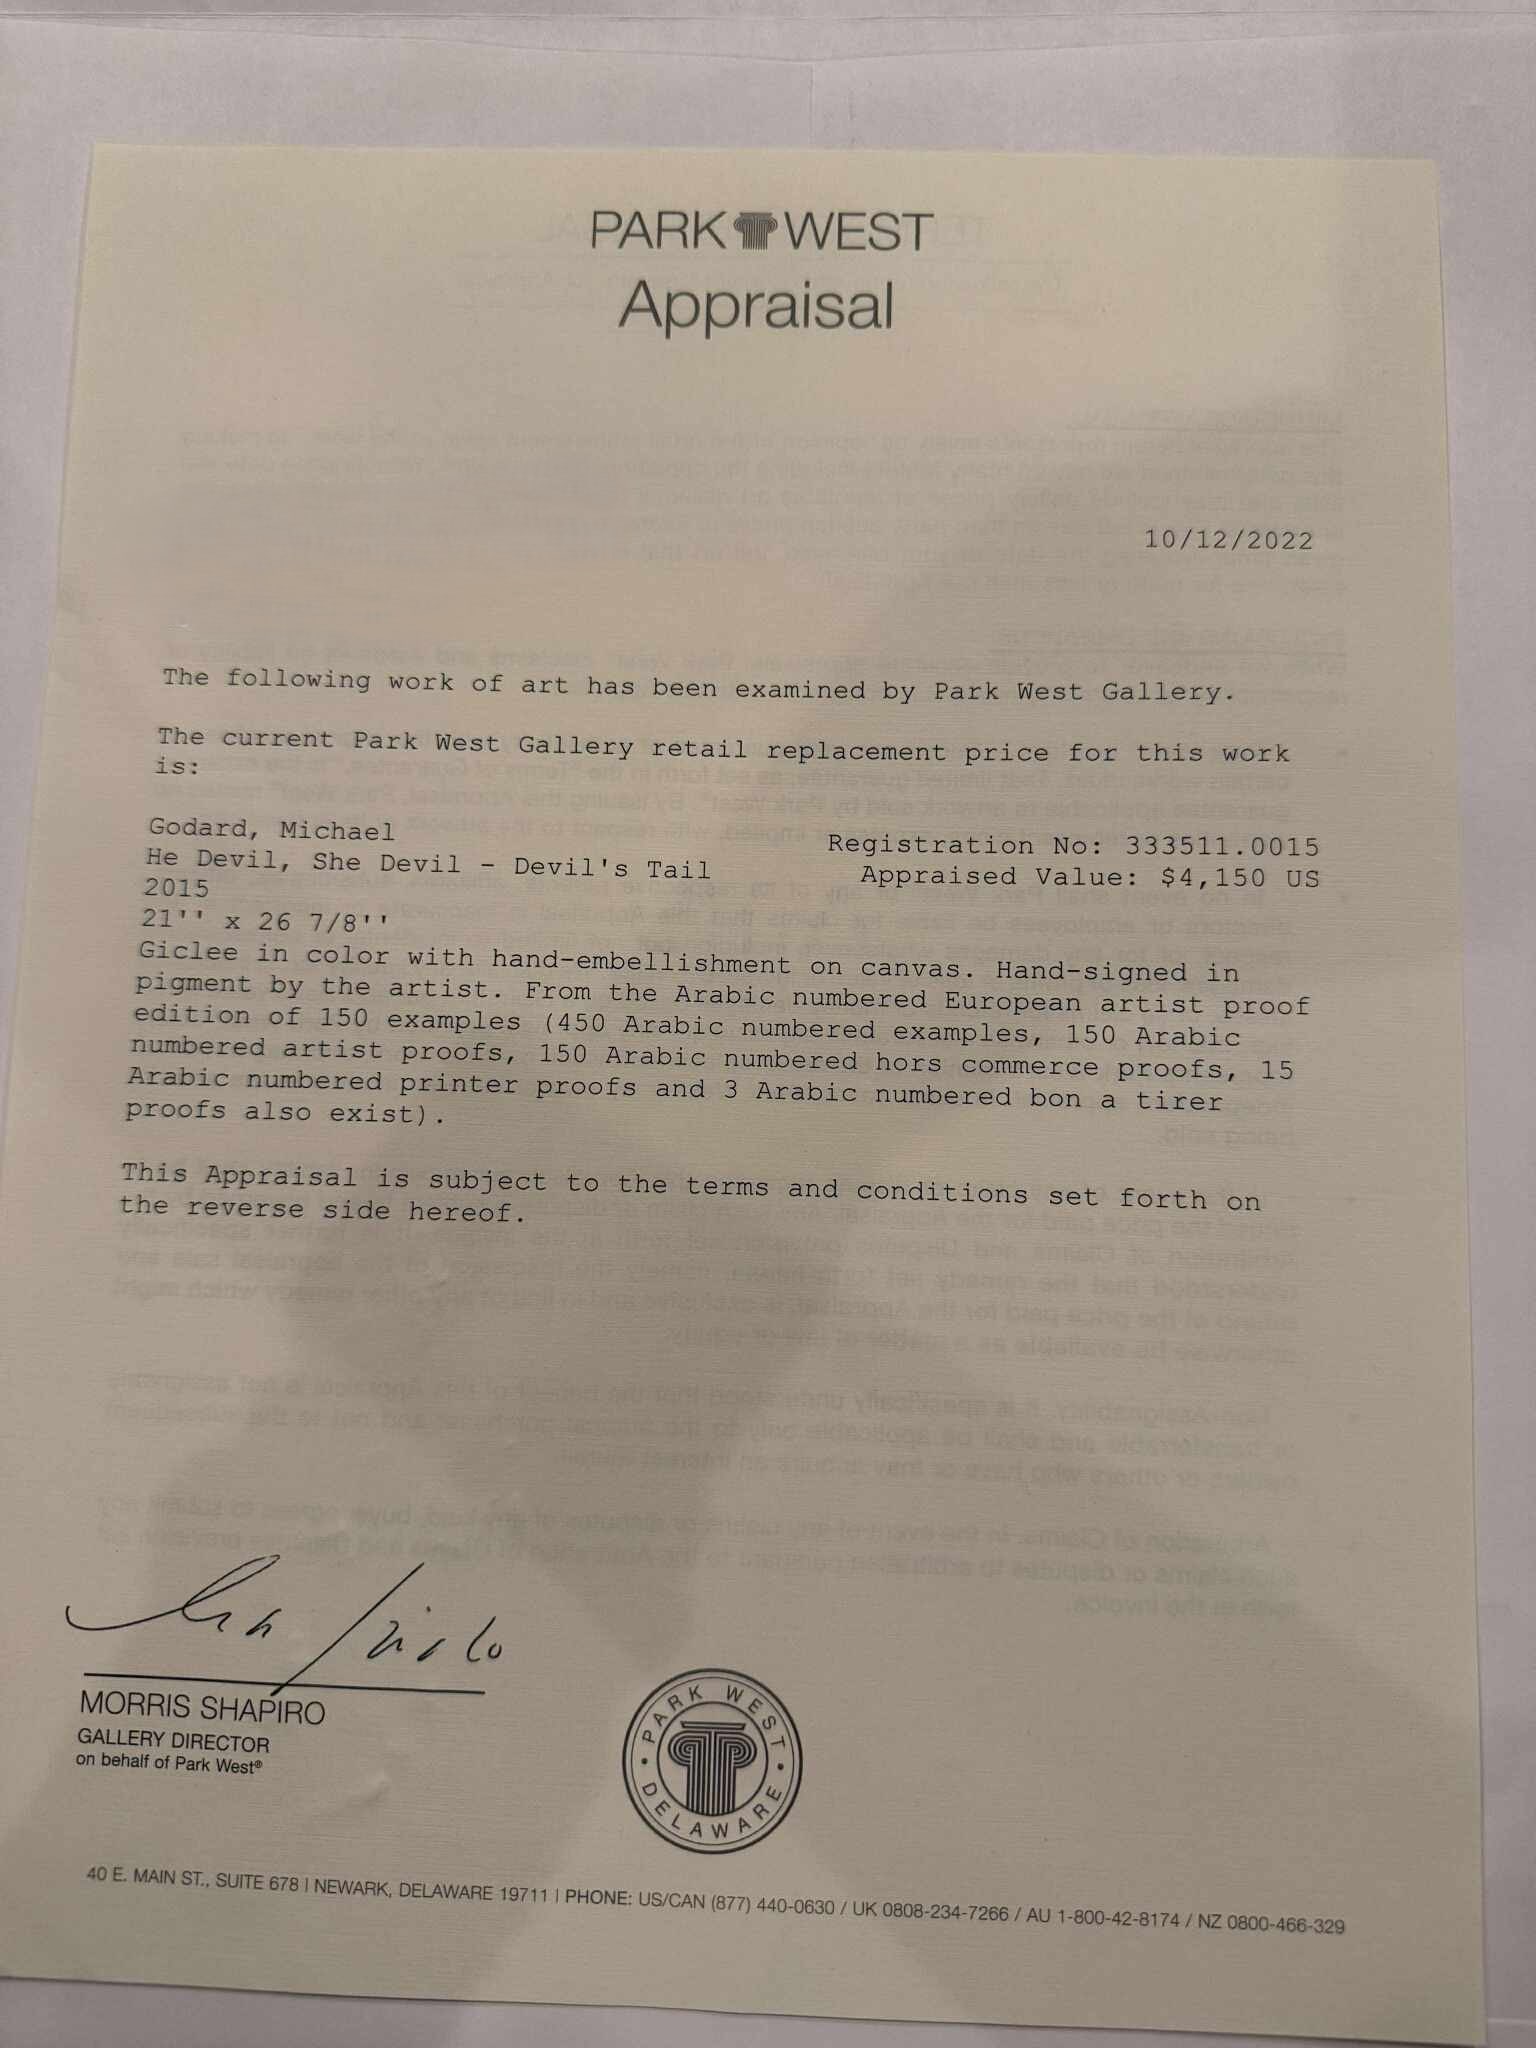 PARK WEST
Appraisal
10/12/2022
The following work of art has been examined by Park West Gallery.
The current Park West Gallery retail replacement price for this work
is:
Godard, Michael Registration No: 333511.0015
He Devil, She Devil - Devil's Tail Appraised Value: $4,150 US
2015
21'' x 26 7/8''
Giclee in color with hand-embellishment on canvas. Hand-signed in
pigment by the artist. From the Arabic numbered European artist proof
edition of 150 examples (450 Arabic numbered examples, 150 Arabic
numbered artist proofs, 150 Arabic numbered hors commerce proofs, 15
Arabic numbered printer proofs and 3 Arabic numbered bon a tirer
proofs also exist).
This Appraisal is subject to the terms and conditions set forth on
the reverse side hereof.
MORRIS SHAPIRO
GALLERY DIRECTOR
on behalf of Park West®
PARK WEST
DELAWARE
40 E. MAIN ST., SUITE 678 | NEWARK, DELAWARE 19711 | PHONE: US/CAN (877) 440-0630 / UK 0808-234-7266 / AU 1-800-42-8174 / NZ 0800-466-329